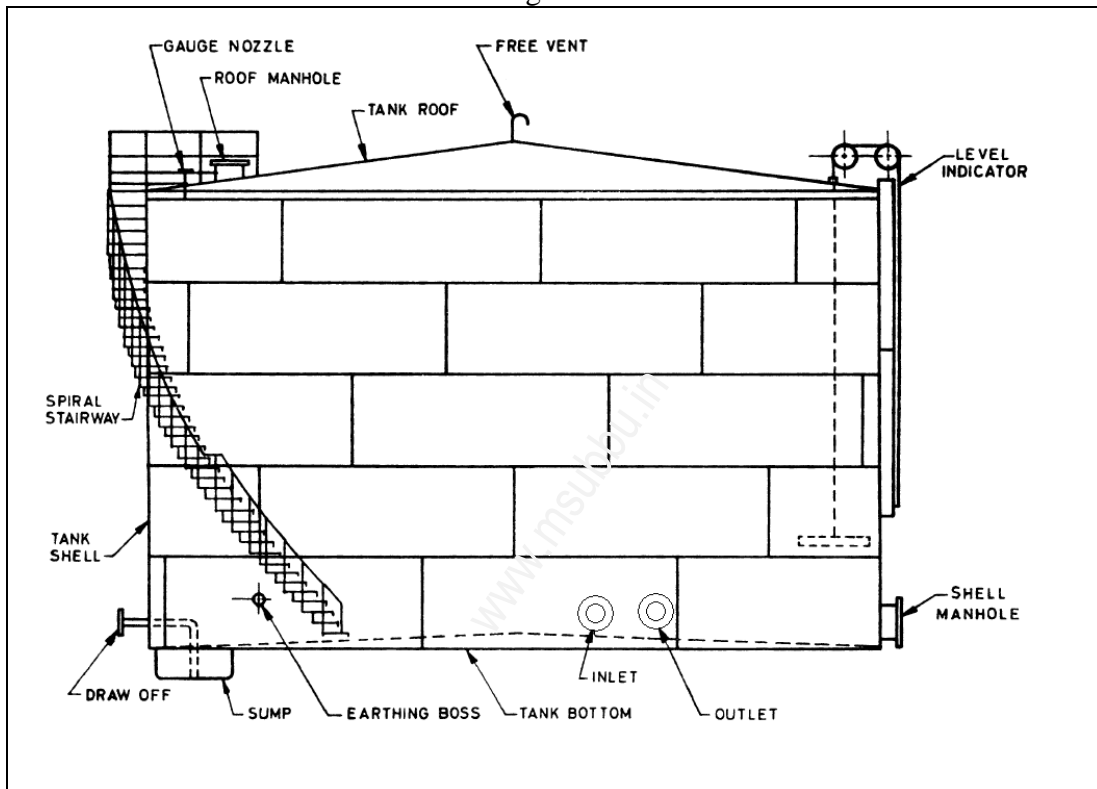 GAUGE NOZZLE
ROOF MANHOLE
TANK ROOF
FREE VENT
LEVEL
INDICATOR
SPIRAL
STAIRWAY
TANK
SHELL
SHELL
MANHOLE
DRAW OFF
SUMP
EARTHING BOSS
TANK BOTTOM
INLET
OUTLET
www.msubbu.in